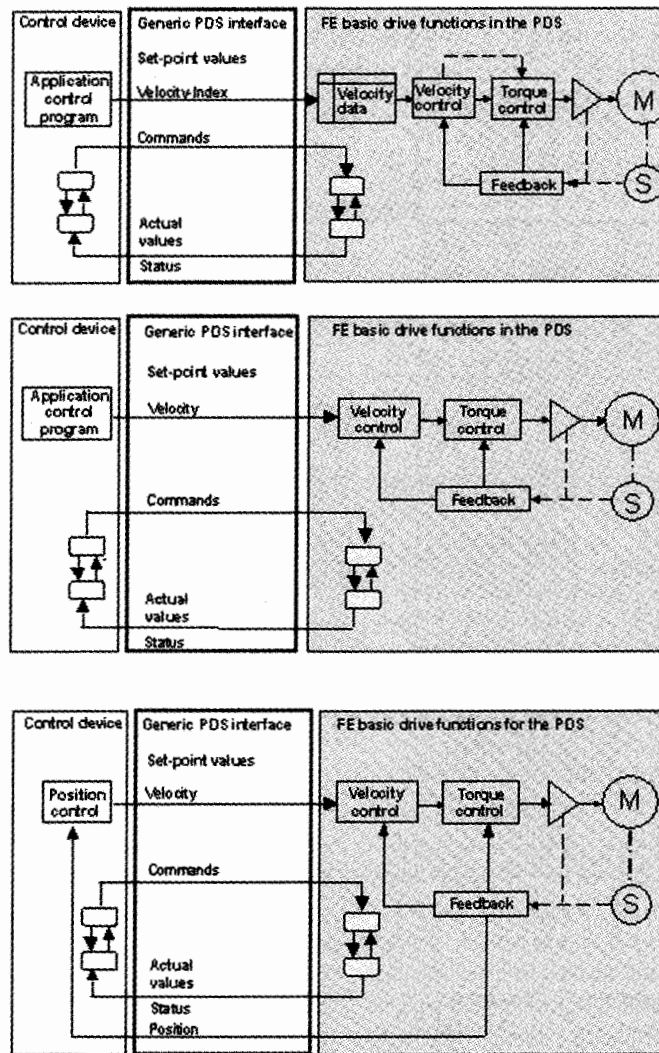 Control device
Generic PDS interface
FE basic drive functions in the PDS
Set-point values
Application
control
program
Velocity-Index
Velocity
data
Velocity
control
Torque
control
M
Commands
Feedback
S
Actual
values
Status
Control device
Generic PDS interface
FE basic drive functions in the PDS
Set-point values
Application
control
program
Velocity
Velocity
control
Torque
control
M
Commands
Feedback
S
Actual
values
Status
Control device
Generic PDS interface
FE basic drive functions for the PDS
Set-point values
Position
control
Velocity
Velocity
control
Torque
control
M
Commands
Feedback
S
Actual
values
Status
Position